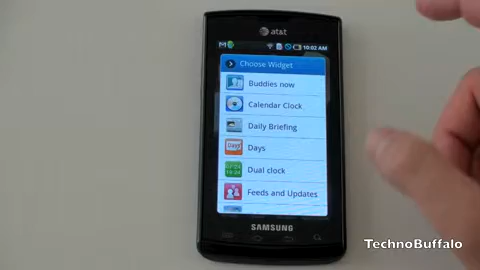 at&t
10:02 AM
Choose Widget
Buddies now
Calendar Clock
Daily Briefing
Days
Dual clock
Feeds and Updates
SAMSUNG
TechnoBuffalo